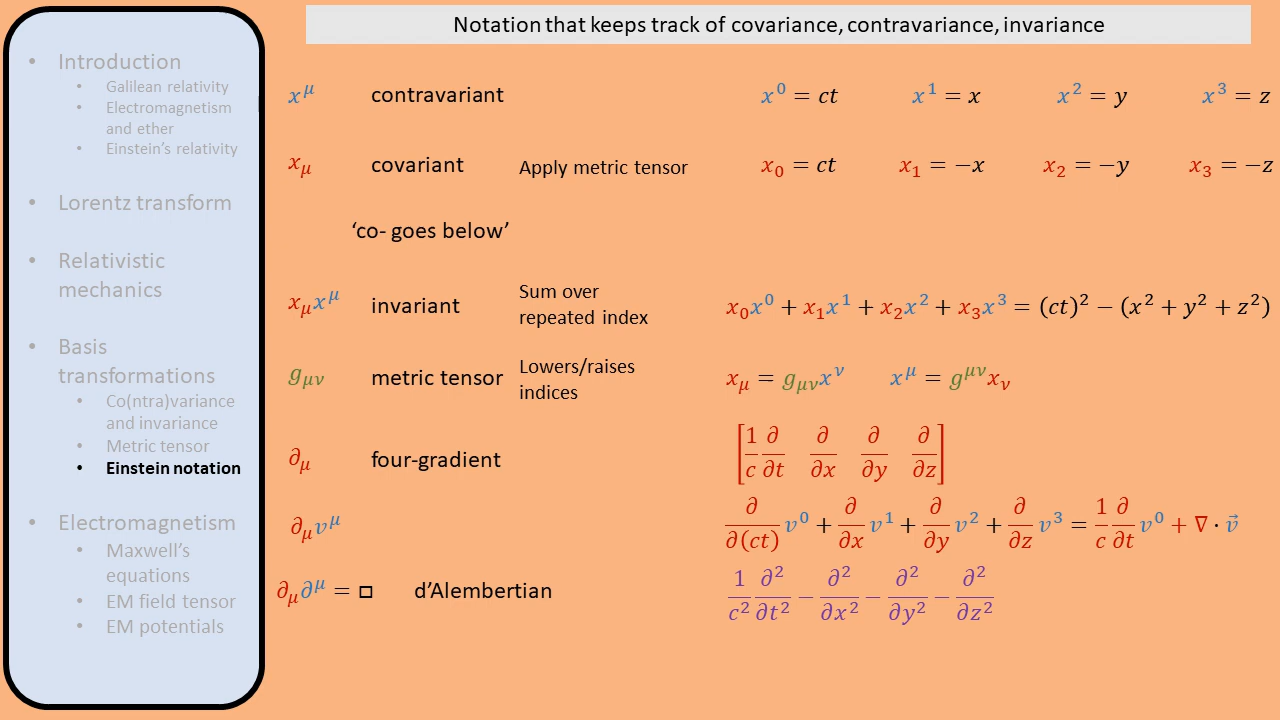 Notation that keeps track of covariance, contravariance, invariance
• Introduction
• Galilean relativity
• Electromagnetism
and ether
• Einstein's relativity
• Lorentz transform
• Relativistic
mechanics
• Basis
transformations
• Co(ntra)variance
and invariance
• Metric tensor
• Einstein notation
• Electromagnetism
• Maxwell's
equations
• EM field tensor
• EM potentials
x^μ contravariant x^0 = ct x^1 = x x^2 = y x^3 = z
x_μ covariant Apply metric tensor x_0 = ct x_1 = −x x_2 = −y x_3 = −z
'co- goes below'
x_μ x^μ invariant Sum over
repeated index x_0x^0 + x_1x^1 + x_2x^2 + x_3x^3 = (ct)^2 − (x^2 + y^2 + z^2)
g_μν metric tensor Lowers/raises
indices x_μ = g_μν x^ν x^μ = g^μν x_ν
∂_μ four-gradient [1/c ∂/∂t ∂/∂x ∂/∂y ∂/∂z]
∂_μ v^μ ∂/∂(ct) v^0 + ∂/∂x v^1 + ∂/∂y v^2 + ∂/∂z v^3 = 1/c ∂/∂t v^0 + ∇ · v⃗
∂_μ ∂^μ = □ d'Alembertian 1/c^2 ∂^2/∂t^2 − ∂^2/∂x^2 − ∂^2/∂y^2 − ∂^2/∂z^2